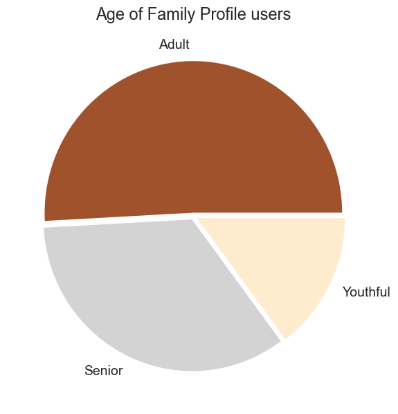 Age of Family Profile users
Adult
Youthful
Senior